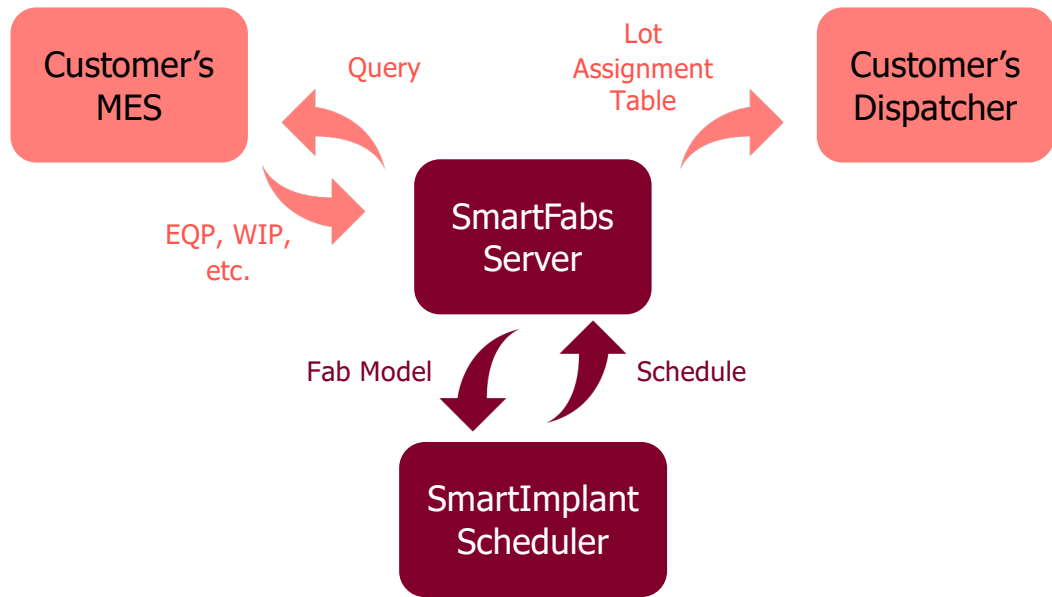 Customer's
MES
Query
Lot
Assignment
Table
Customer's
Dispatcher
EQP, WIP,
etc.
SmartFabs
Server
Fab Model
Schedule
SmartImplant
Scheduler